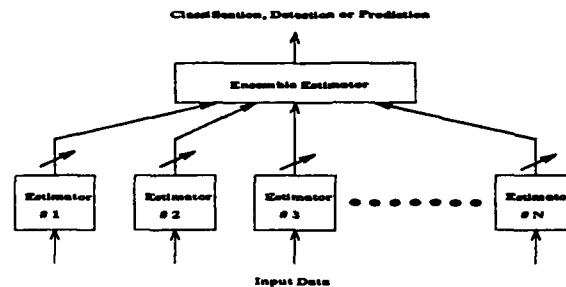 Classification, Detection or Prediction
Ensemble Estimator
Estimator
# 1
Estimator
# 2
Estimator
# 3
Estimator
# N
Input Data